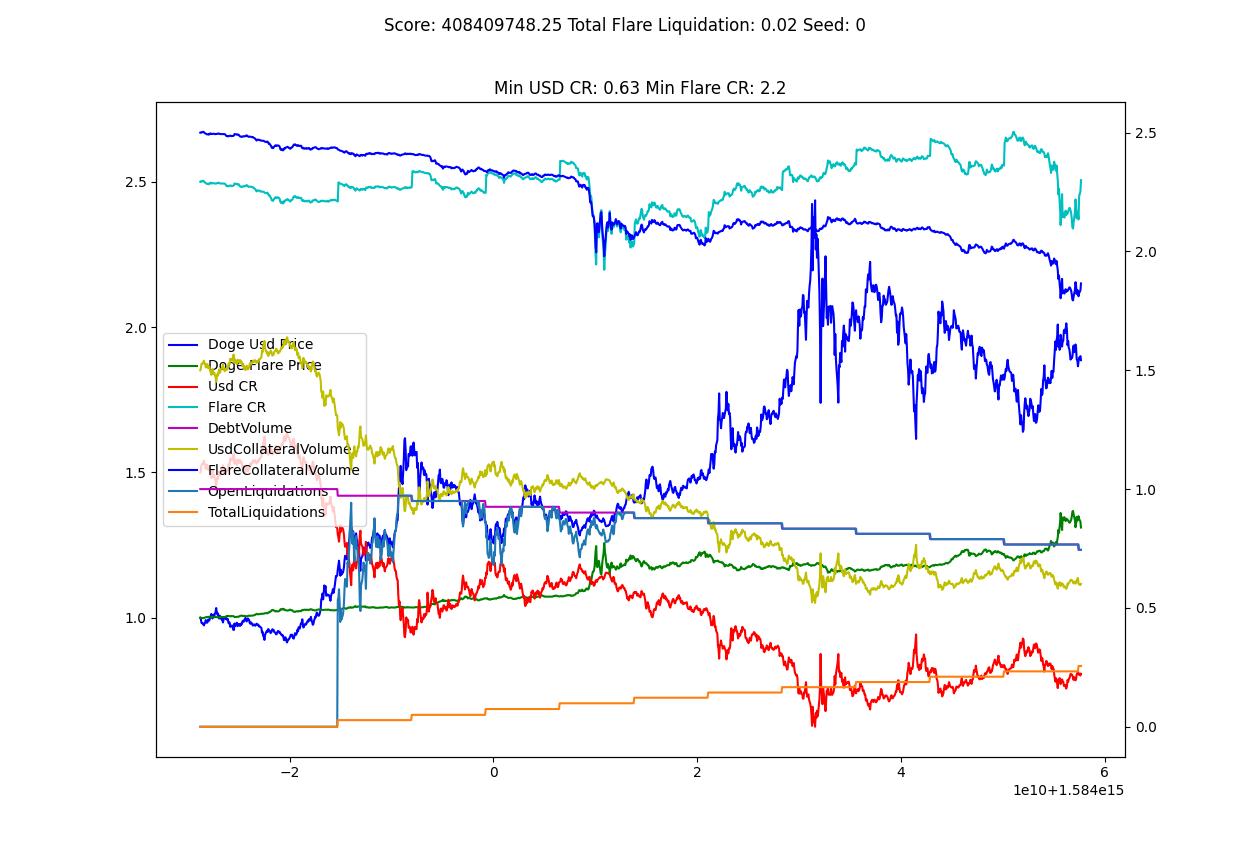 Score: 408409748.25 Total Flare Liquidation: 0.02 Seed: 0
Min USD CR: 0.63 Min Flare CR: 2.2
2.5
2.0
1.5
1.0
Doge Usd Price
Doge Flare Price
Usd CR
Flare CR
DebtVolume
UsdCollateralVolume
FlareCollateralVolume
OpenLiquidations
TotalLiquidations
2.5
2.0
1.5
1.0
0.5
0.0
−2 0 2 4 6
1e10+1.584e15